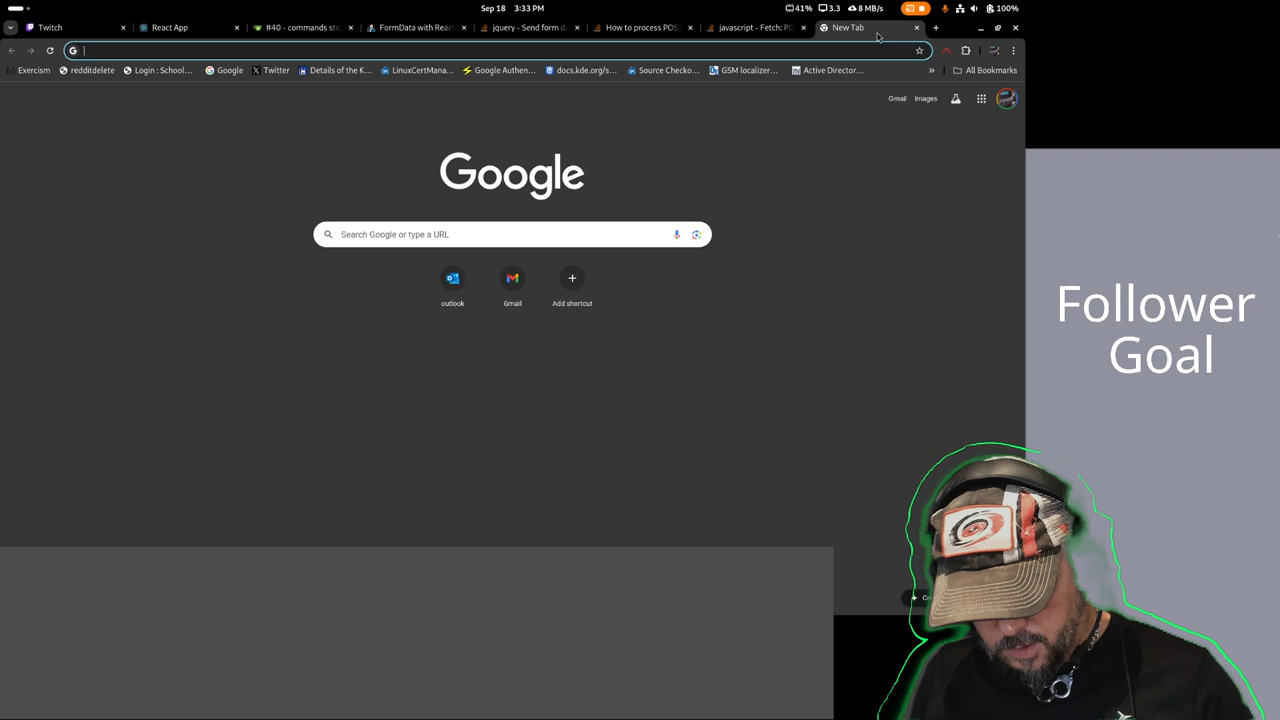 Sep 18 3:33 PM
41% 3.3 8 MB/s 100%
Twitch
React App
#40 - commands sto
FormData with Reac
jquery - Send form da
How to process POS
javascript - Fetch: PO
New Tab
Exercism
redditdelete
Login : School...
Google
Twitter
Details of the K...
LinuxCertMana...
Google Authen...
docs.kde.org/s...
Source Checko...
GSM localizer...
Active Director...
»
All Bookmarks
Gmail Images
Google
Search Google or type a URL
outlook
Gmail
Add shortcut
Follower
Goal